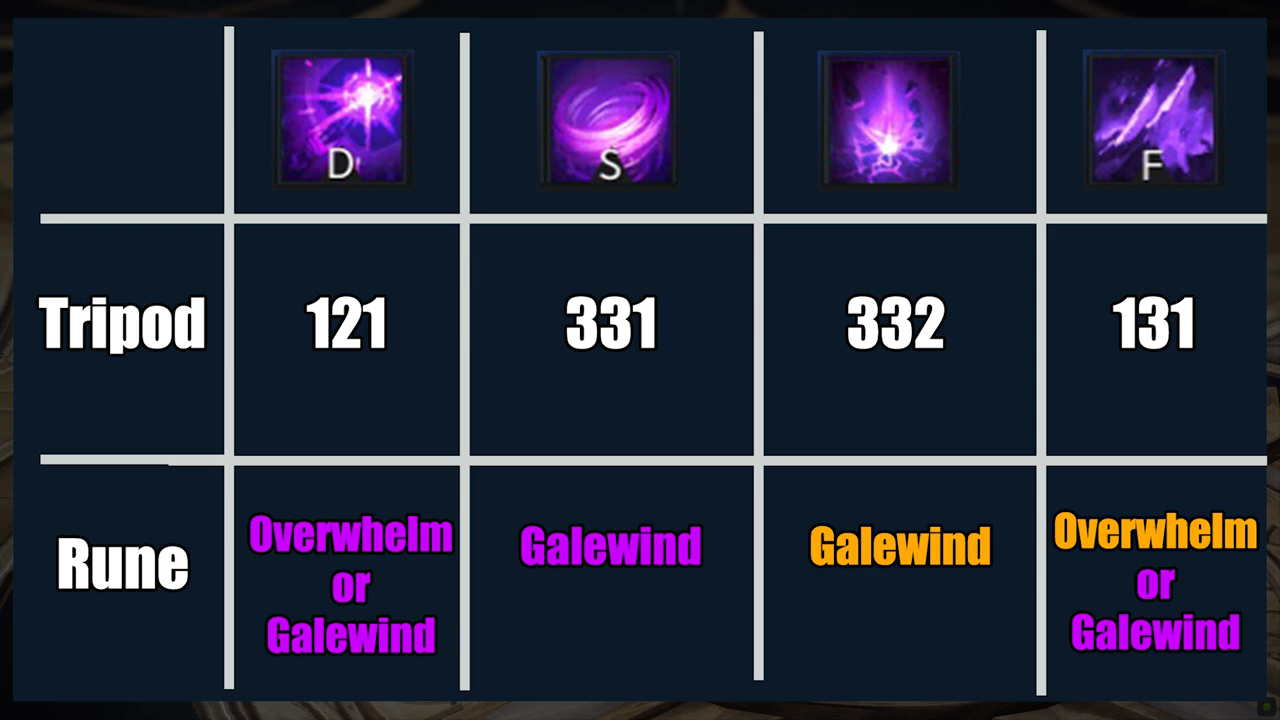 D
S
F
Tripod
121
331
332
131
Rune
Overwhelm
or
Galewind
Galewind
Galewind
Overwhelm
or
Galewind